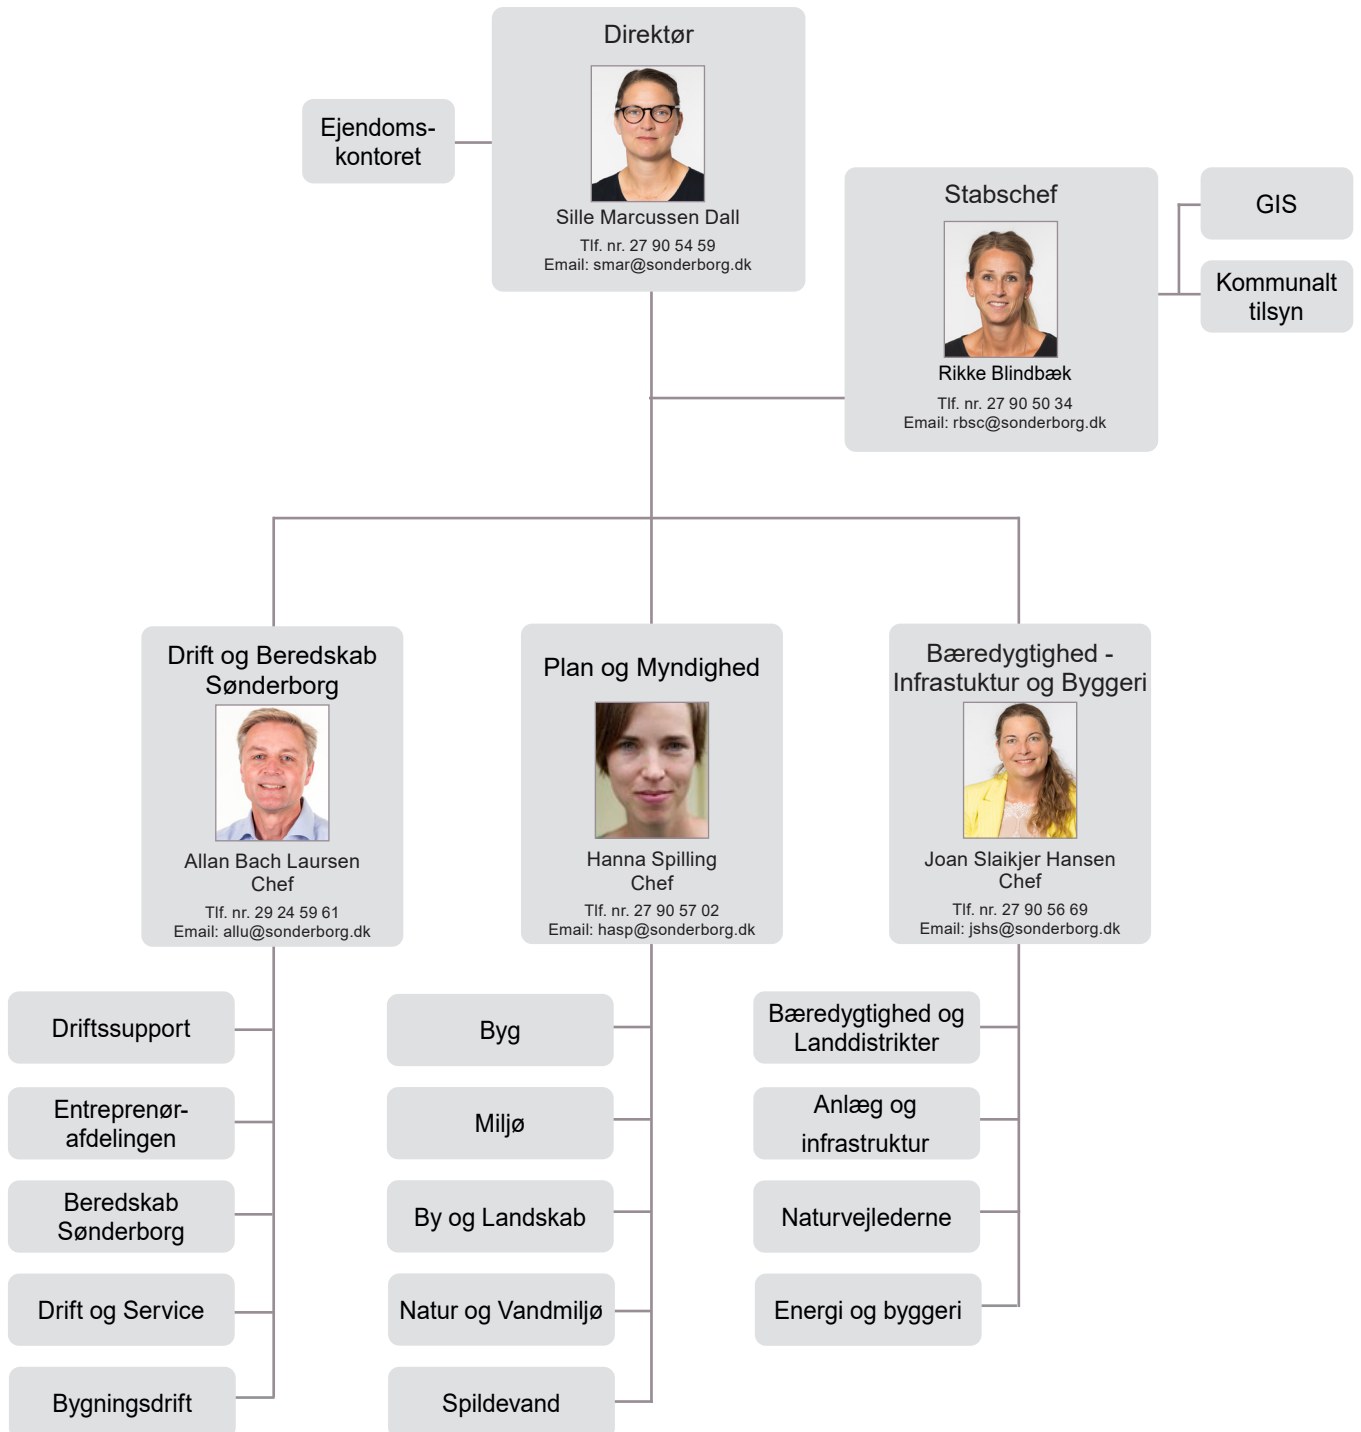 Direktør
Ejendoms-
kontoret
Sille Marcussen Dall
Tlf. nr. 27 90 54 59
Email: smar@sonderborg.dk
Stabschef
Rikke Blindbæk
Tlf. nr. 27 90 50 34
Email: rbsc@sonderborg.dk
GIS
Kommunalt
tilsyn
Drift og Beredskab
Sønderborg
Allan Bach Laursen
Chef
Tlf. nr. 29 24 59 61
Email: allu@sonderborg.dk
Plan og Myndighed
Hanna Spilling
Chef
Tlf. nr. 27 90 57 02
Email: hasp@sonderborg.dk
Bæredygtighed -
Infrastuktur og Byggeri
Joan Slaikjer Hansen
Chef
Tlf. nr. 27 90 56 69
Email: jshs@sonderborg.dk
Driftssupport
Entreprenør-
afdelingen
Beredskab
Sønderborg
Drift og Service
Bygningsdrift
Byg
Miljø
By og Landskab
Natur og Vandmiljø
Spildevand
Bæredygtighed og
Landdistrikter
Anlæg og
infrastruktur
Naturvejlederne
Energi og byggeri